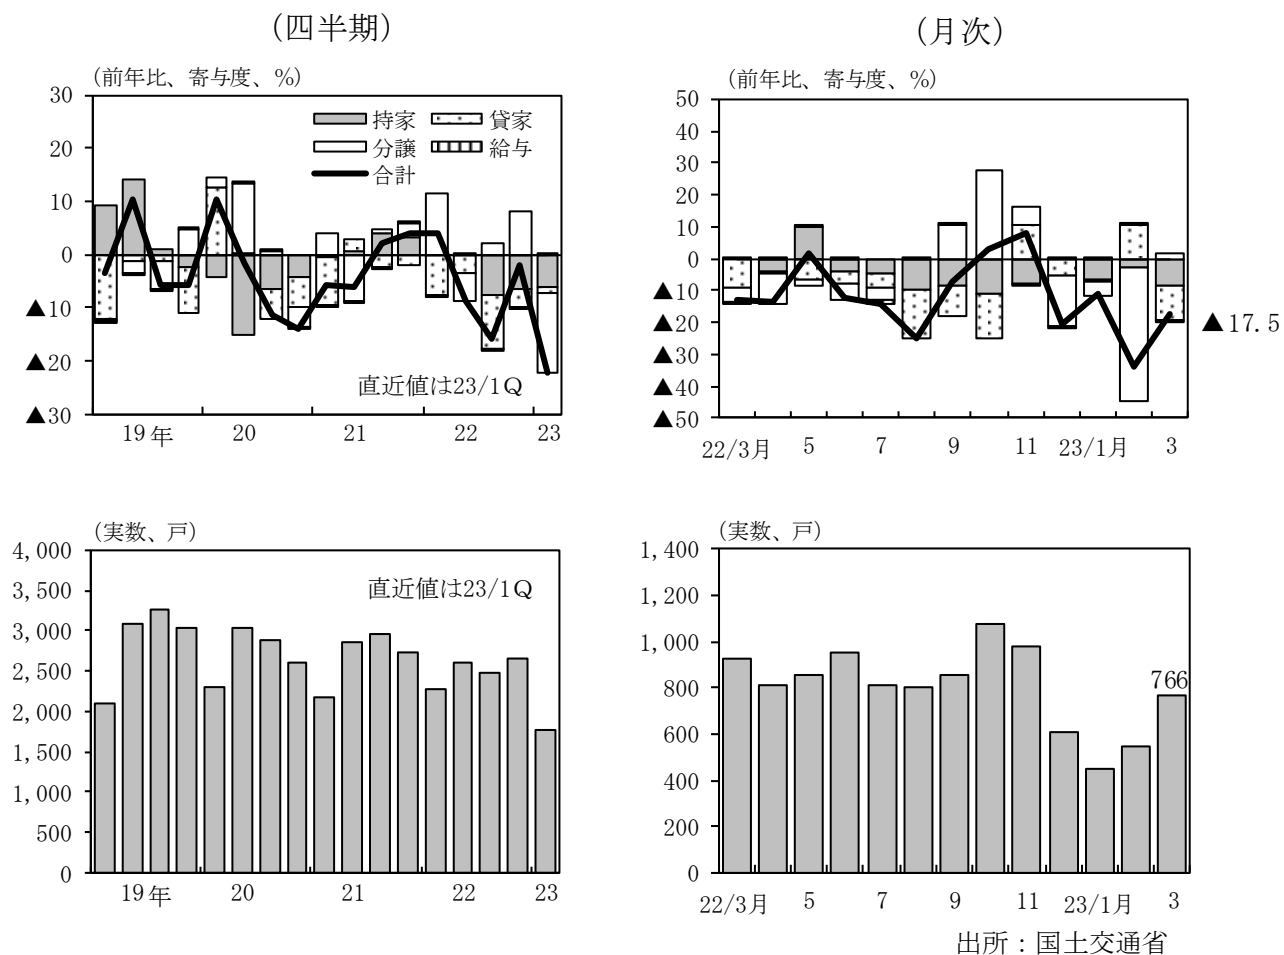 （四半期）
（前年比、寄与度、%）
30
20
10
0
▲10
▲20
▲30
持家
貸家
分譲
給与
合計
直近値は23/1Q
19年
20
21
22
23
（月次）
（前年比、寄与度、%）
50
40
30
20
10
0
▲10
▲20
▲30
▲40
▲50
▲17.5
22/3月
5
7
9
11
23/1月
3
（実数、戸）
4,000
3,500
3,000
2,500
2,000
1,500
1,000
500
0
直近値は23/1Q
19年
20
21
22
23
（実数、戸）
1,400
1,200
1,000
800
600
400
200
0
766
22/3月
5
7
9
11
23/1月
3
出所：国土交通省